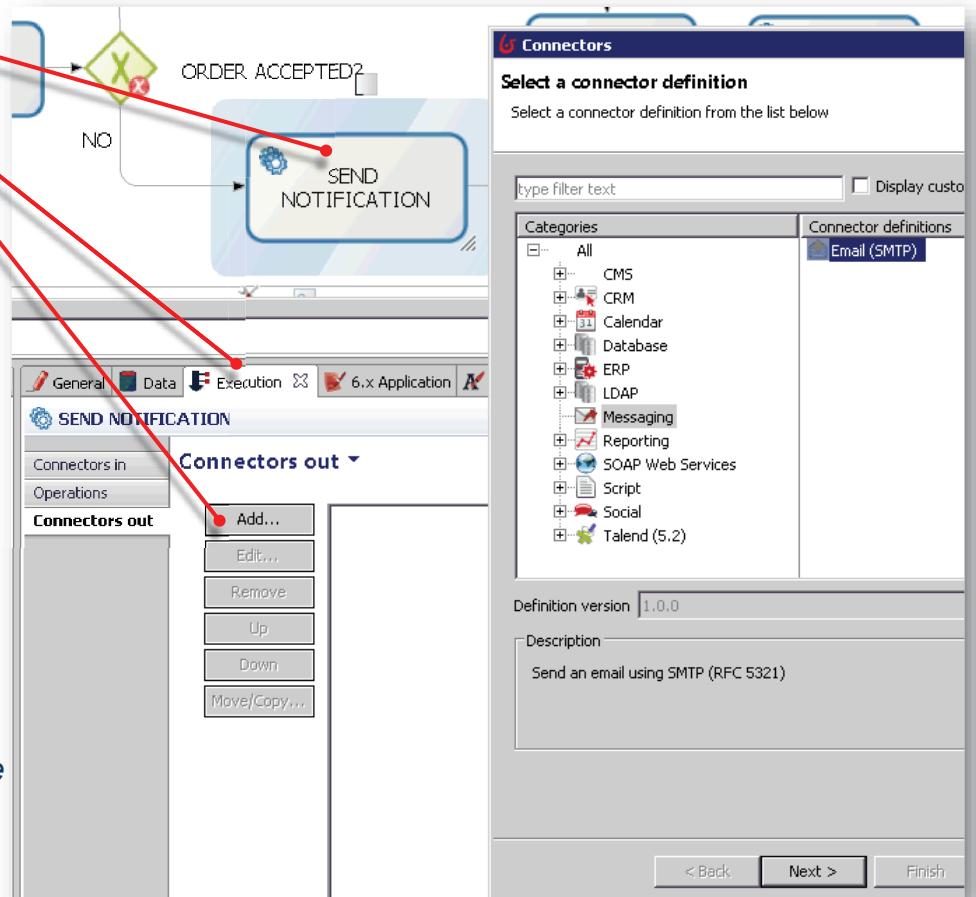 ORDER ACCEPTED?
NO
SEND
NOTIFICATION
General
Data
Execution
6.x Application
SEND NOTIFICATION
Connectors in
Operations
Connectors out
Connectors out
Add...
Edit...
Remove
Up
Down
Move/Copy...
e
Connectors
Select a connector definition
Select a connector definition from the list below
type filter text
Display custo
Categories
All
CMS
CRM
31 Calendar
Database
ERP
LDAP
Messaging
Reporting
SOAP Web Services
Script
Social
Talend (5.2)
Connector definitions
Email (SMTP)
Definition version 1.0.0
Description
Send an email using SMTP (RFC 5321)
< Back
Next >
Finish